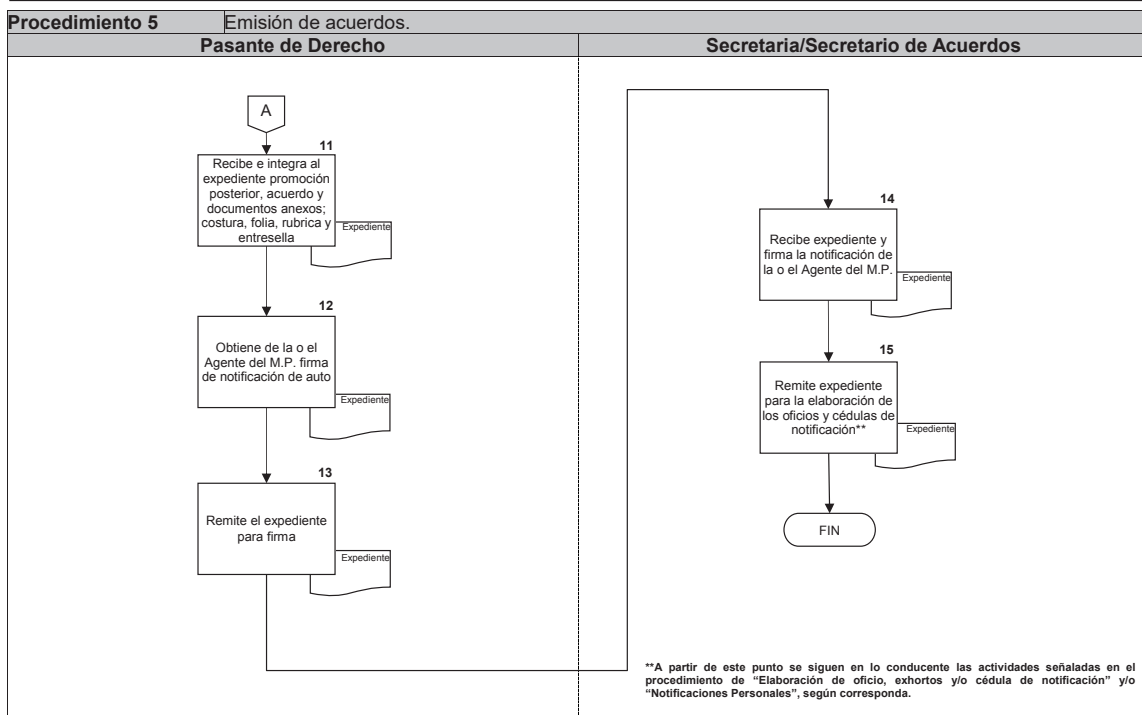 Procedimiento 5 Emisión de acuerdos.
Pasante de Derecho
Secretaria/Secretario de Acuerdos
A
11
Recibe e integra al
expediente promoción
posterior, acuerdo y
documentos anexos;
costura, folia, rubrica y
entresella
Expediente
12
Obtiene de la o el
Agente del M.P. firma
de notificación de auto
Expediente
13
Remite el expediente
para firma
Expediente
14
Recibe expediente y
firma la notificación de
la o el Agente del M.P.
Expediente
15
Remite expediente
para la elaboración de
los oficios y cédulas de
notificación**
Expediente
FIN
**A partir de este punto se siguen en lo conducente las actividades señaladas en el
procedimiento de “Elaboración de oficio, exhortos y/o cédula de notificación” y/o
“Notificaciones Personales”, según corresponda.